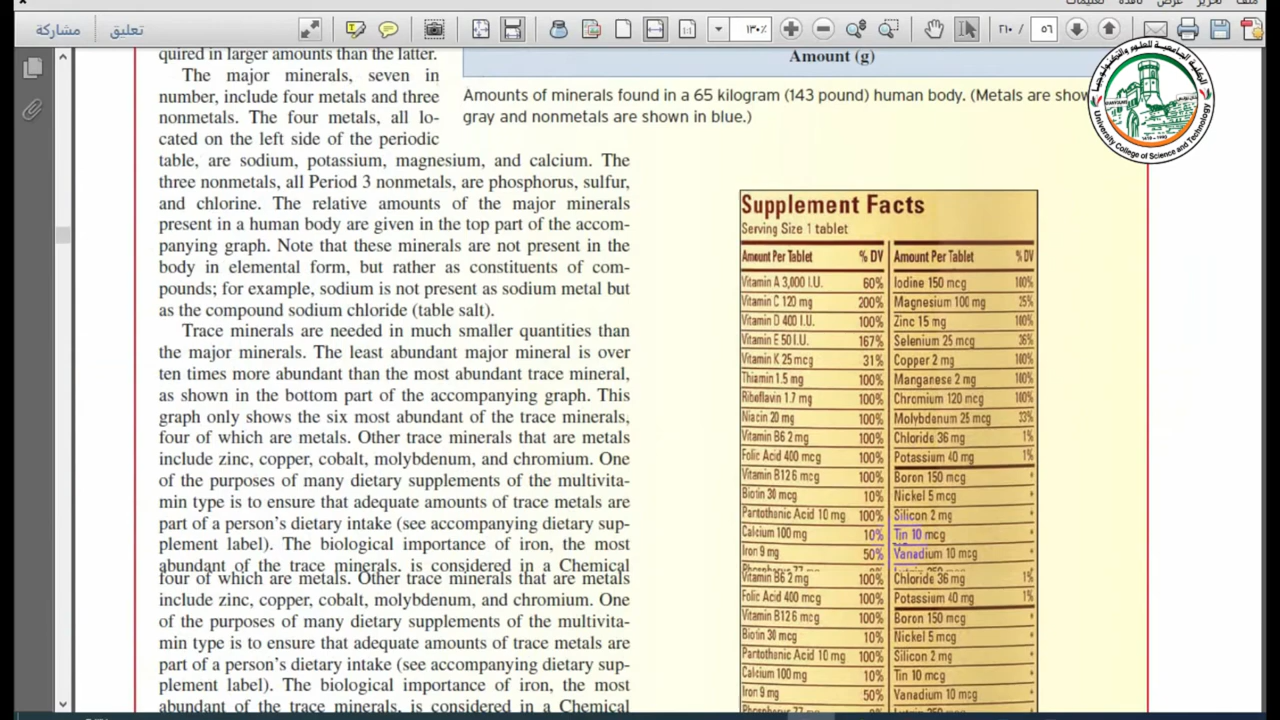 ملف تحرير عرض نافذة تعليمات
مشاركة
تعليق
١٣٠٪
٢١٠ /
٥٦
quired in larger amounts than the latter.
The major minerals, seven in
number, include four metals and three
nonmetals. The four metals, all lo-
cated on the left side of the periodic
table, are sodium, potassium, magnesium, and calcium. The
three nonmetals, all Period 3 nonmetals, are phosphorus, sulfur,
and chlorine. The relative amounts of the major minerals
present in a human body are given in the top part of the accom-
panying graph. Note that these minerals are not present in the
body in elemental form, but rather as constituents of com-
pounds; for example, sodium is not present as sodium metal but
as the compound sodium chloride (table salt).
Trace minerals are needed in much smaller quantities than
the major minerals. The least abundant major mineral is over
ten times more abundant than the most abundant trace mineral,
as shown in the bottom part of the accompanying graph. This
graph only shows the six most abundant of the trace minerals,
four of which are metals. Other trace minerals that are metals
include zinc, copper, cobalt, molybdenum, and chromium. One
of the purposes of many dietary supplements of the multivita-
min type is to ensure that adequate amounts of trace metals are
part of a person's dietary intake (see accompanying dietary sup-
plement label). The biological importance of iron, the most
abundant of the trace minerals, is considered in a Chemical
four of which are metals. Other trace minerals that are metals
include zinc, copper, cobalt, molybdenum, and chromium. One
of the purposes of many dietary supplements of the multivita-
min type is to ensure that adequate amounts of trace metals are
part of a person's dietary intake (see accompanying dietary sup-
plement label). The biological importance of iron, the most
abundant of the trace minerals, is considered in a Chemical
Amount (g)
Amounts of minerals found in a 65 kilogram (143 pound) human body. (Metals are show
gray and nonmetals are shown in blue.)
University College of Science and Technology
Supplement Facts
Serving Size 1 tablet
Amount Per Tablet % DV Amount Per Tablet % DV
Vitamin A 3,000 I.U. 60% Iodine 150 mcg 100%
Vitamin C 120 mg 200% Magnesium 100 mg 25%
Vitamin D 400 I.U. 100% Zinc 15 mg 100%
Vitamin E 50 I.U. 167% Selenium 25 mcg 36%
Vitamin K 25 mcg 31% Copper 2 mg 100%
Thiamin 1.5 mg 100% Manganese 2 mg 100%
Riboflavin 1.7 mg 100% Chromium 120 mcg 100%
Niacin 20 mg 100% Molybdenum 25 mcg 33%
Vitamin B6 2 mg 100% Chloride 36 mg 1%
Folic Acid 400 mcg 100% Potassium 40 mg 1%
Vitamin B12 6 mcg 100% Boron 150 mcg *
Biotin 30 mcg 10% Nickel 5 mcg *
Pantothenic Acid 10 mg 100% Silicon 2 mg *
Calcium 100 mg 10% Tin 10 mcg *
Iron 9 mg 50% Vanadium 10 mcg *
Vitamin B6 2 mg 100% Chloride 36 mg 1%
Folic Acid 400 mcg 100% Potassium 40 mg 1%
Vitamin B12 6 mcg 100% Boron 150 mcg *
Biotin 30 mcg 10% Nickel 5 mcg *
Pantothenic Acid 10 mg 100% Silicon 2 mg *
Calcium 100 mg 10% Tin 10 mcg *
Iron 9 mg 50% Vanadium 10 mcg *